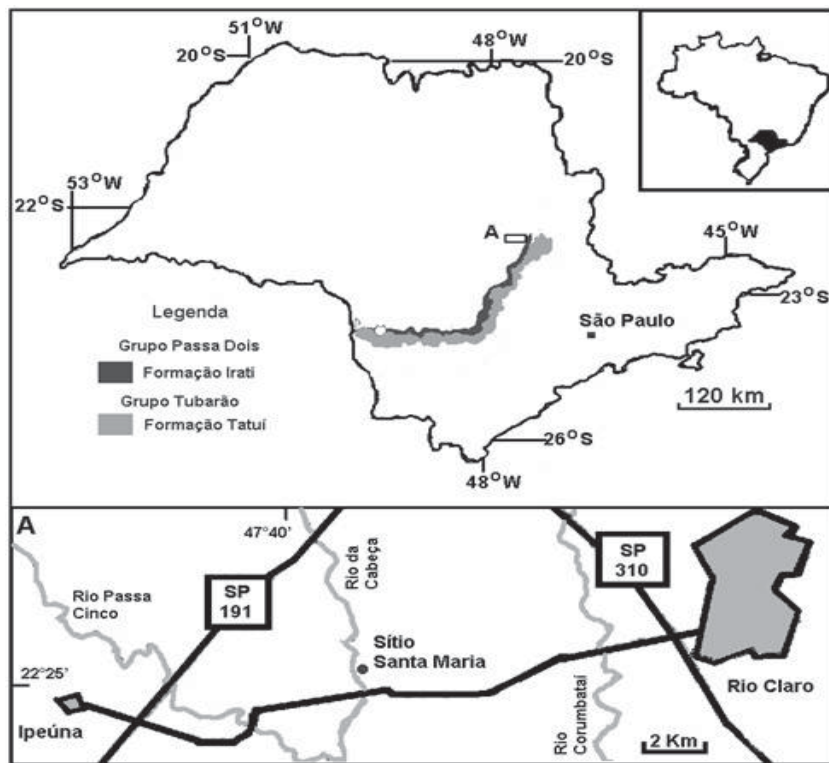 51°W
20°S
48°W
20°S
53°W
22°S
A
45°W
23°S
São Paulo
Legenda
Grupo Passa Dois
Formação Irati
Grupo Tubarão
Formação Tatuí
120 km
26°S
48°W
A
47°40'
Rio da
Cabeça
SP
191
SP
310
Rio Passa
Cinco
Sítio
Santa Maria
22°25'
Ipeúna
Rio
Corumbataí
Rio Claro
2 Km